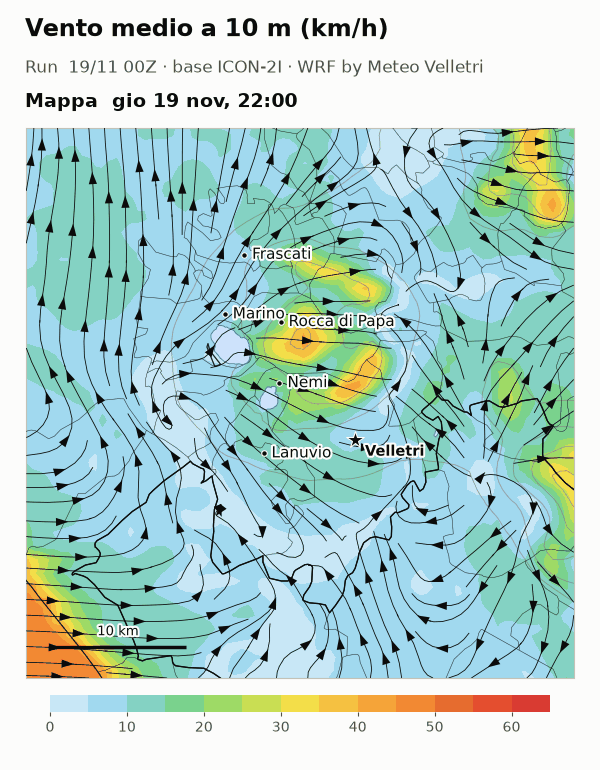 Vento medio a 10 m (km/h)
Run  19/11 00Z · base ICON-2I · WRF by Meteo Velletri
Mappa  gio 19 nov, 22:00
Frascati
Marino
Rocca di Papa
Nemi
Velletri
Lanuvio
10 km
0 10 20 30 40 50 60